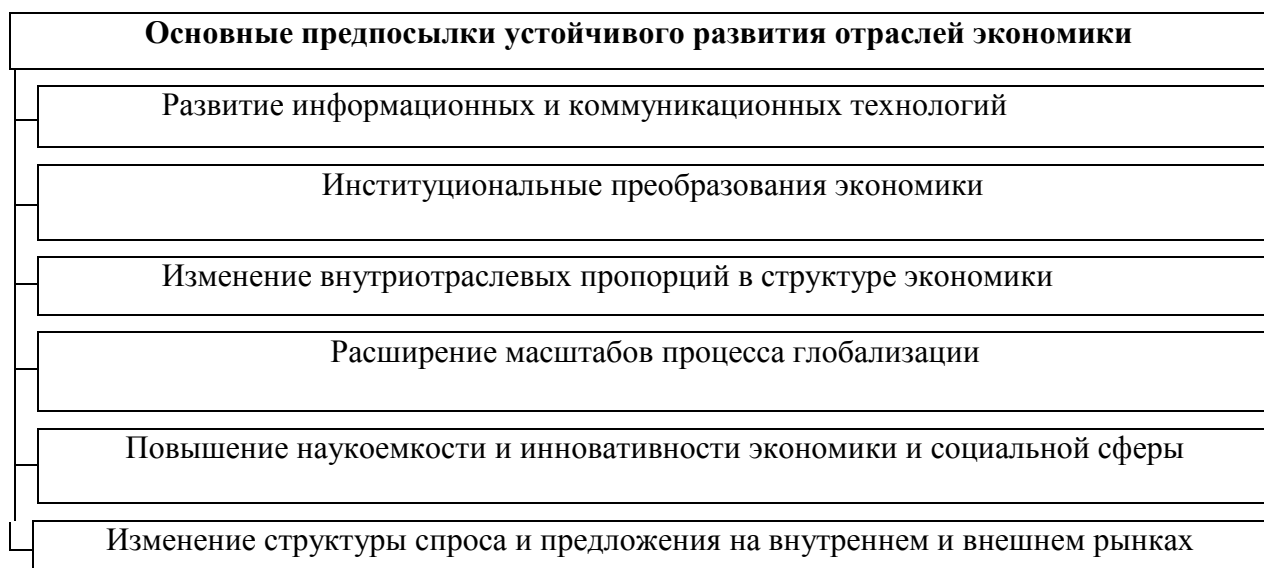 Основные предпосылки устойчивого развития отраслей экономики
Развитие информационных и коммуникационных технологий
Институциональные преобразования экономики
Изменение внутриотраслевых пропорций в структуре экономики
Расширение масштабов процесса глобализации
Повышение наукоемкости и инновативности экономики и социальной сферы
Изменение структуры спроса и предложения на внутреннем и внешнем рынках